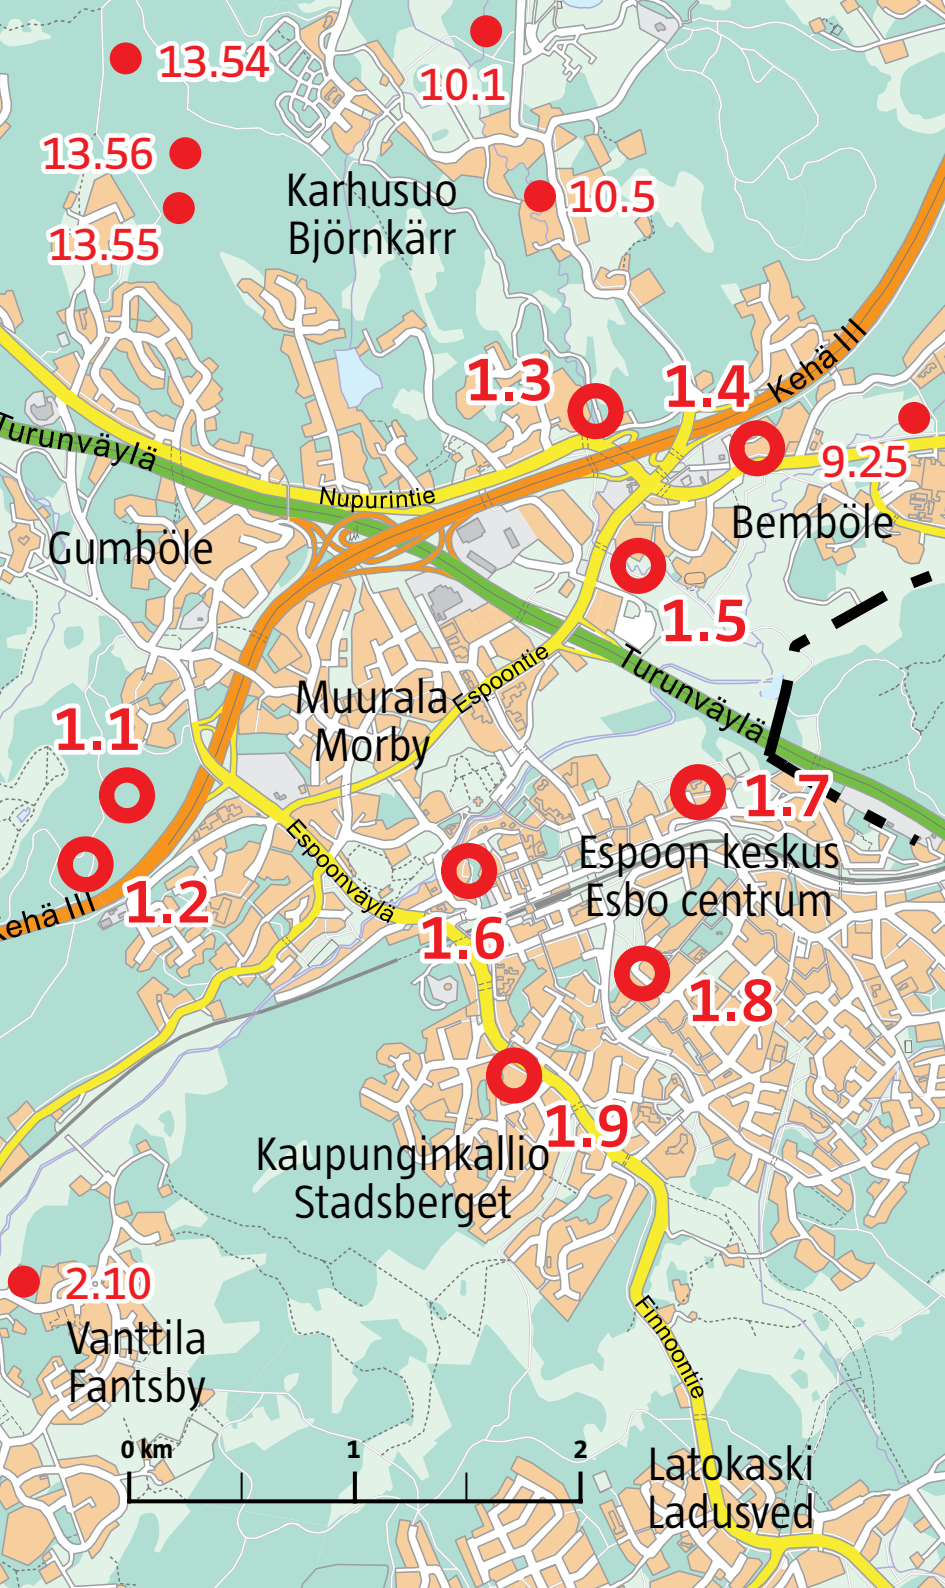 13.54
10.1
13.56
Karhusuo
Björnkärr
10.5
13.55
Kehä III
1.3
1.4
Turunväylä
9.25
Nupurintie
Bemböle
Gumböle
1.5
Espoontie
Turunväylä
Muurala
Morby
1.1
1.7
Espoonväylä
Espoon keskus
Esbo centrum
Kehä III
1.2
1.6
1.8
1.9
Kaupunginkallio
Stadsberget
2.10
Vanttila
Fantsby
Finnoontie
0 km 1 2
Latokaski
Ladusved